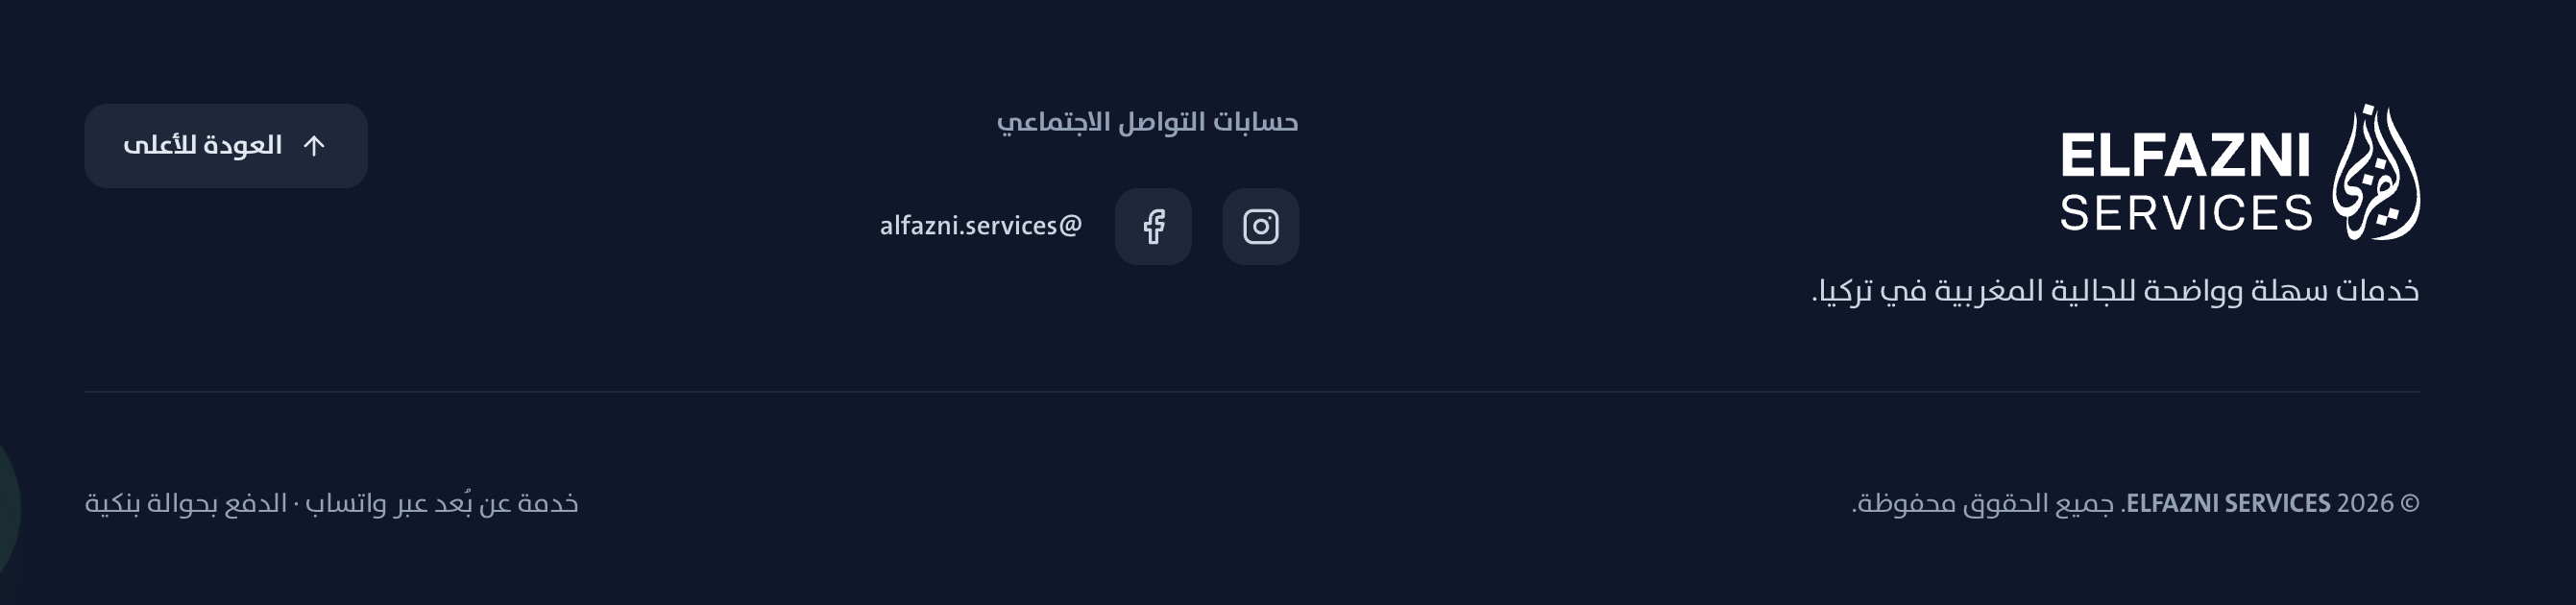 الفزني
ELFAZNI
SERVICES
خدمات سهلة وواضحة للجالية المغربية في تركيا.
حسابات التواصل الاجتماعي
@alfazni.services
العودة للأعلى
© 2026 ELFAZNI SERVICES. جميع الحقوق محفوظة.
خدمة عن بُعد عبر واتساب · الدفع بحوالة بنكية